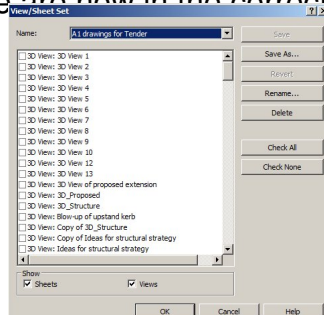 View/Sheet Set
Name: A1 drawings for Tender
Save
Save As...
Revert
Rename...
Delete
Check All
Check None
3D View: 3D View 1
3D View: 3D View 2
3D View: 3D View 3
3D View: 3D View 4
3D View: 3D View 5
3D View: 3D View 6
3D View: 3D View 7
3D View: 3D View 8
3D View: 3D View 9
3D View: 3D View 10
3D View: 3D View 12
3D View: 3D View 13
3D View: 3D View of proposed extension
3D View: 3D_Proposed
3D View: 3D_Structure
3D View: Blow-up of upstand kerb
3D View: Copy of 3D_Structure
3D View: Copy of Ideas for structural strategy
3D View: Ideas for structural strategy
Show
Sheets Views
OK Cancel Help